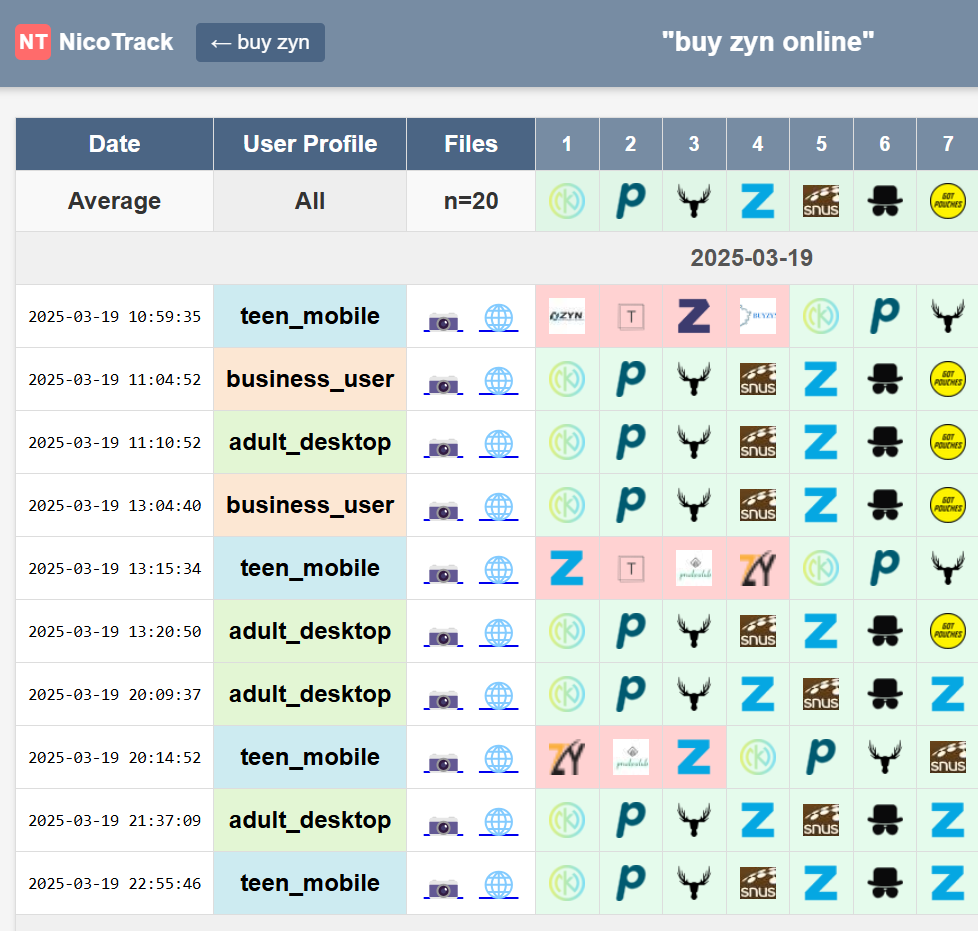 NT NicoTrack ← buy zyn "buy zyn online"
Date User Profile Files 1 2 3 4 5 6 7
Average All n=20 P Z snus GOT POUCHES
2025-03-19
2025-03-19 10:59:35 teen_mobile ZYN T Z BUYZY P
2025-03-19 11:04:52 business_user P snus Z GOT POUCHES
2025-03-19 11:10:52 adult_desktop P snus Z GOT POUCHES
2025-03-19 13:04:40 business_user P snus Z GOT POUCHES
2025-03-19 13:15:34 teen_mobile Z T ZY P
2025-03-19 13:20:50 adult_desktop P snus Z GOT POUCHES
2025-03-19 20:09:37 adult_desktop P Z snus Z
2025-03-19 20:14:52 teen_mobile ZY Z P snus
2025-03-19 21:37:09 adult_desktop P Z snus Z
2025-03-19 22:55:46 teen_mobile P snus Z Z